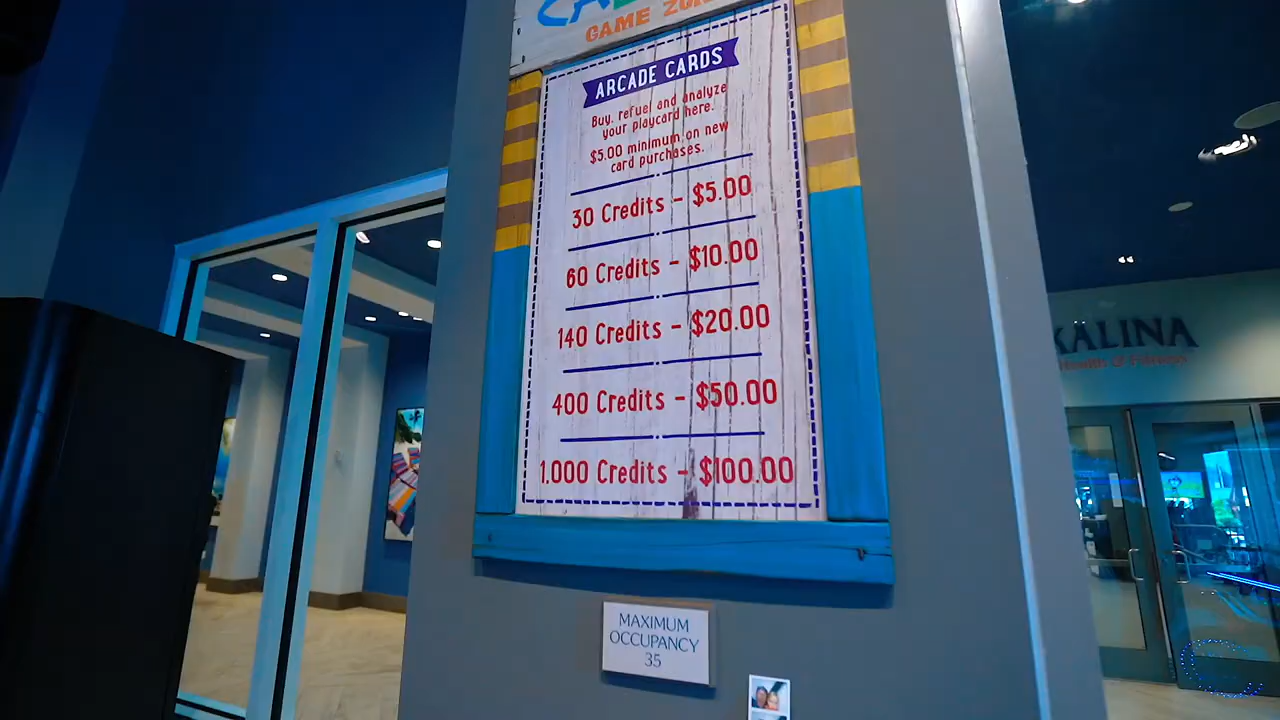 GAME
ARCADE CARDS
Buy, refuel and analyze
your playcard here.
$5.00 minimum on new
card purchases.
30 Credits - $5.00
60 Credits - $10.00
140 Credits - $20.00
400 Credits - $50.00
1,000 Credits - $100.00
MAXIMUM
OCCUPANCY
35
KALINA
Health & Fitness